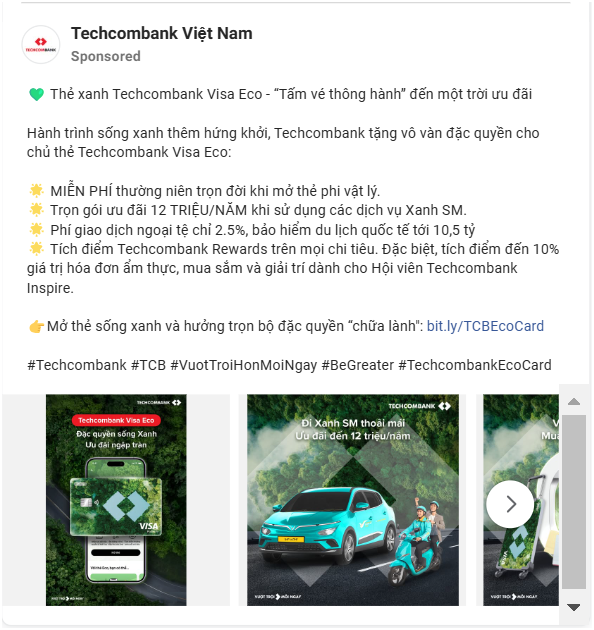 Techcombank Việt Nam
TECHCOMBANK
Sponsored
💚 Thẻ xanh Techcombank Visa Eco - “Tấm vé thông hành” đến một trời ưu đãi
Hành trình sống xanh thêm hứng khởi, Techcombank tặng vô vàn đặc quyền cho
chủ thẻ Techcombank Visa Eco:
🌟 MIỄN PHÍ thường niên trọn đời khi mở thẻ phi vật lý.
🌟 Trọn gói ưu đãi 12 TRIỆU/NĂM khi sử dụng các dịch vụ Xanh SM.
🌟 Phí giao dịch ngoại tệ chỉ 2.5%, bảo hiểm du lịch quốc tế tới 10,5 tỷ
🌟 Tích điểm Techcombank Rewards trên mọi chi tiêu. Đặc biệt, tích điểm đến 10%
giá trị hóa đơn ẩm thực, mua sắm và giải trí dành cho Hội viên Techcombank
Inspire.
👉Mở thẻ sống xanh và hưởng trọn bộ đặc quyền “chữa lành": bit.ly/TCBEcoCard
#Techcombank #TCB #VuotTroiHonMoiNgay #BeGreater #TechcombankEcoCard
TECHCOMBANK
Techcombank Visa Eco
Đặc quyền sống Xanh
Ưu đãi ngập tràn
VISA
VƯỢT TRỘI MỖI NGÀY
TECHCOMBANK
Đi Xanh SM thoải mái
Ưu đãi đến 12 triệu/năm
VƯỢT TRỘI MỖI NGÀY
V
Mua
VƯỢT TRỘI